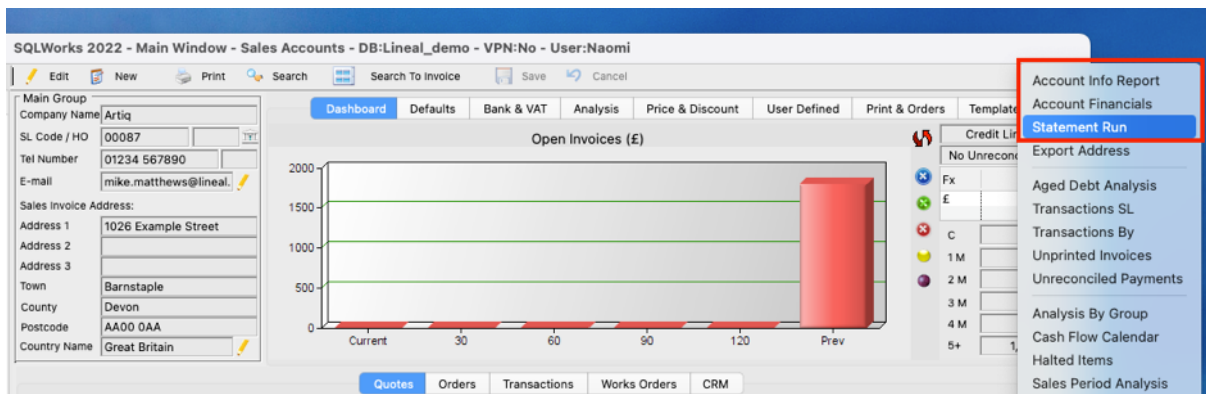 SQLWorks 2022 - Main Window - Sales Accounts - DB:Lineal_demo - VPN:No - User:Naomi
Edit New Print Search Search To Invoice Save Cancel
Main Group
Company Name Artiq
SL Code / HO 00087
Tel Number 01234 567890
E-mail mike.matthews@lineal.
Sales Invoice Address:
Address 1 1026 Example Street
Address 2
Address 3
Town Barnstaple
County Devon
Postcode AA00 0AA
Country Name Great Britain
Dashboard Defaults Bank & VAT Analysis Price & Discount User Defined Print & Orders Template
Open Invoices (£)
2000
1500
1000
500
0
Current 30 60 90 120 Prev
Credit Lin
No Unrecon
Fx
£
C
1 M
2 M
3 M
4 M
5+ 1,
Quotes Orders Transactions Works Orders CRM
Account Info Report
Account Financials
Statement Run
Export Address
Aged Debt Analysis
Transactions SL
Transactions By
Unprinted Invoices
Unreconciled Payments
Analysis By Group
Cash Flow Calendar
Halted Items
Sales Period Analysis